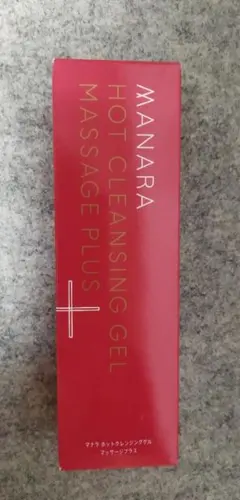 MANARA
HOT CLEANSING GEL
MASSAGE PLUS
マナラ ホットクレンジングゲル
マッサージプラス